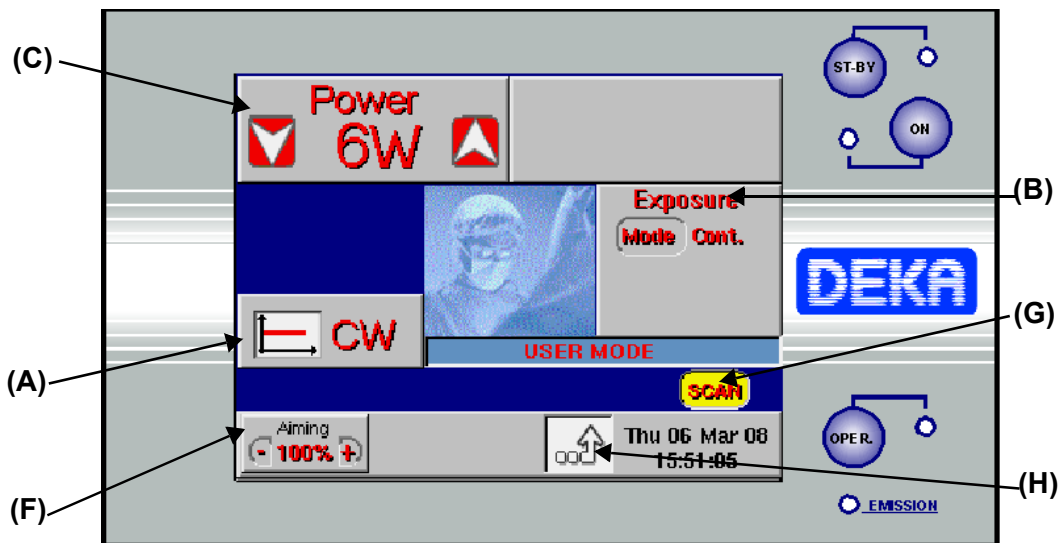 (C)
Power
6W
ST-BY
ON
(B)
Exposure
Mode Cont.
DEKA
(G)
CW
USER MODE
(A)
SCAN
Aiming
- 100% +
Thu 06 Mar 08
15:51:05
OPER.
(H)
(F)
EMISSION